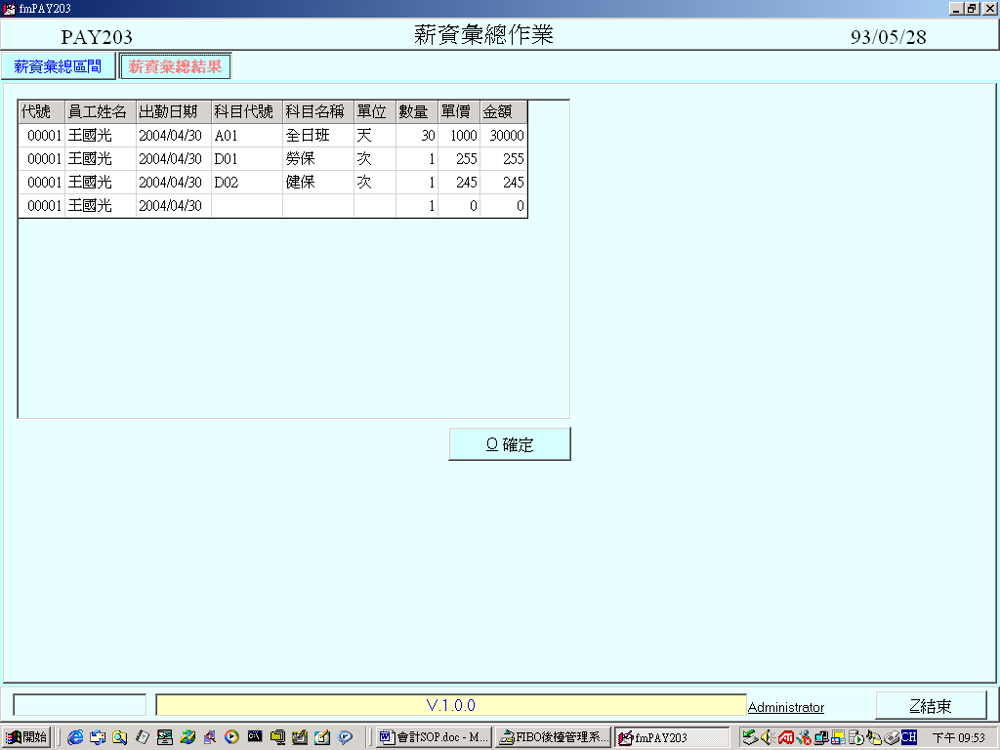 fmPAY203
PAY203 薪資彙總作業 93/05/28
薪資彙總區間 薪資彙總結果
代號 員工姓名 出勤日期 科目代號 科目名稱 單位 數量 單價 金額
00001 王國光 2004/04/30 A01 全日班 天 30 1000 30000
00001 王國光 2004/04/30 D01 勞保 次 1 255 255
00001 王國光 2004/04/30 D02 健保 次 1 245 245
00001 王國光 2004/04/30 1 0 0
O 確定
V.1.0.0 Administrator Z結束
開始 會計SOP.doc - M... FIBO後檯管理系... fmPAY203 CH 下午 09:53